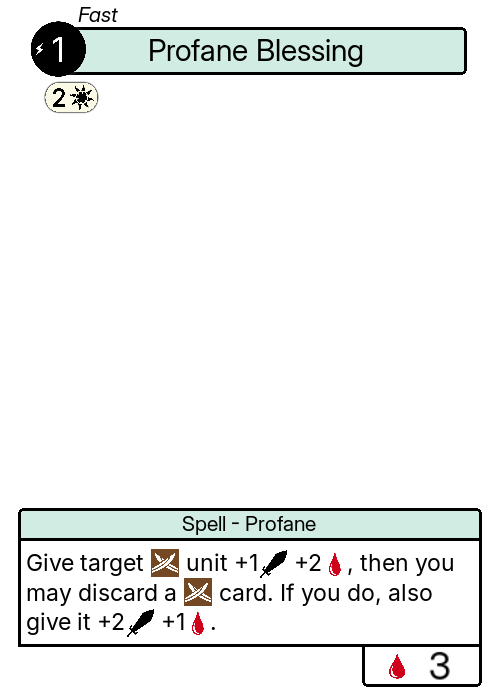 Fast
1 Profane Blessing
2
Spell - Profane
Give target unit +1 +2 , then you
may discard a card. If you do, also
give it +2 +1 .
3